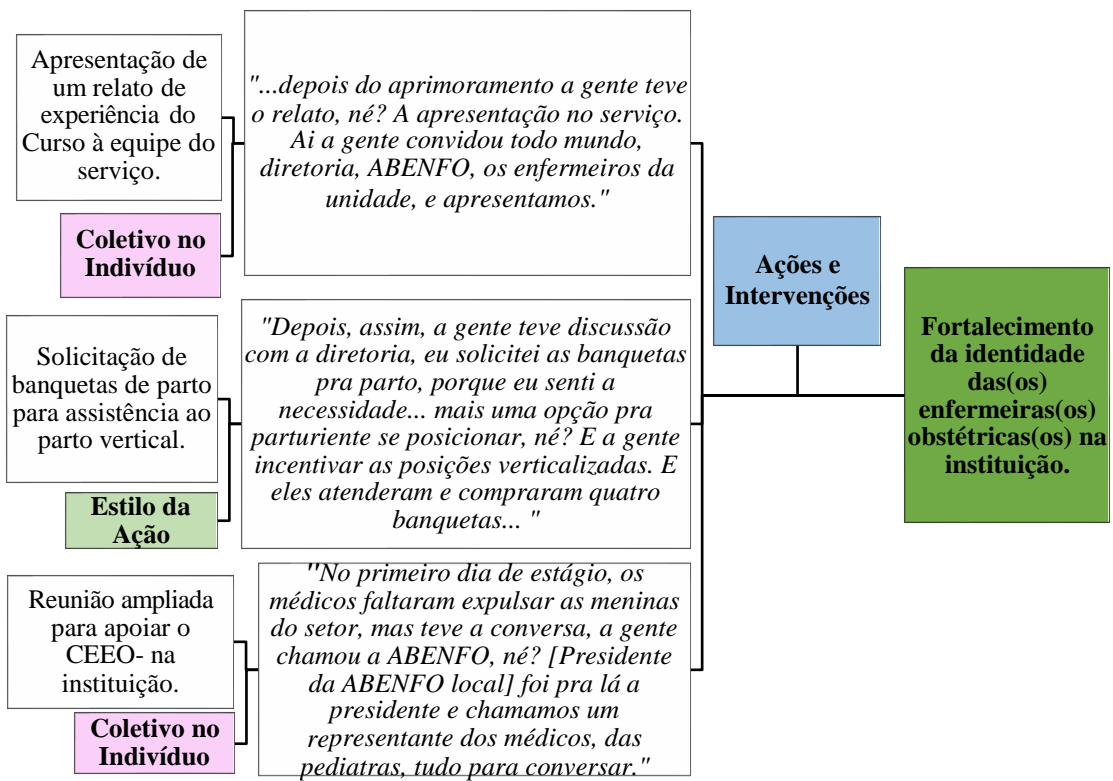 Apresentação de
um relato de
experiência do
Curso à equipe do
serviço.
Coletivo no
Indivíduo
"...depois do aprimoramento a gente teve
o relato, né? A apresentação no serviço.
Ai a gente convidou todo mundo,
diretoria, ABENFO, os enfermeiros da
unidade, e apresentamos."
Solicitação de
banquetas de parto
para assistência ao
parto vertical.
Estilo da
Ação
"Depois, assim, a gente teve discussão
com a diretoria, eu solicitei as banquetas
pra parto, porque eu senti a
necessidade... mais uma opção pra
parturiente se posicionar, né? E a gente
incentivar as posições verticalizadas. E
eles atenderam e compraram quatro
banquetas... "
Reunião ampliada
para apoiar o
CEEO- na
instituição.
Coletivo no
Indivíduo
"No primeiro dia de estágio, os
médicos faltaram expulsar as meninas
do setor, mas teve a conversa, a gente
chamou a ABENFO, né? [Presidente
da ABENFO local] foi pra lá a
presidente e chamamos um
representante dos médicos, das
pediatras, tudo para conversar."
Ações e
Intervenções
Fortalecimento
da identidade
das(os)
enfermeiras(os)
obstétricas(os) na
instituição.